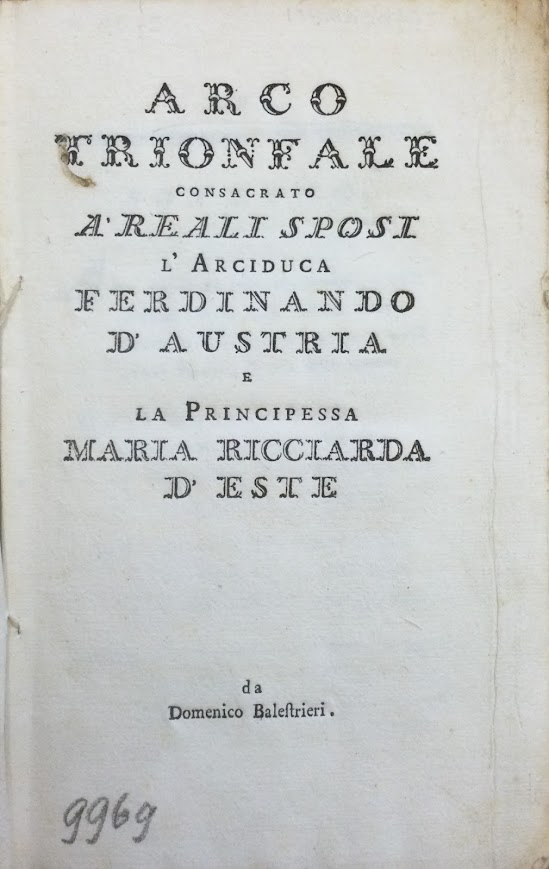 ARCO
TRIONFALE
CONSACRATO
A' REALI SPOSI
L' ARCIDUCA
FERDINANDO
D' AUSTRIA
E
LA PRINCIPESSA
MARIA RICCIARDA
D' ESTE
da
Domenico Baleſtrieri.
9969